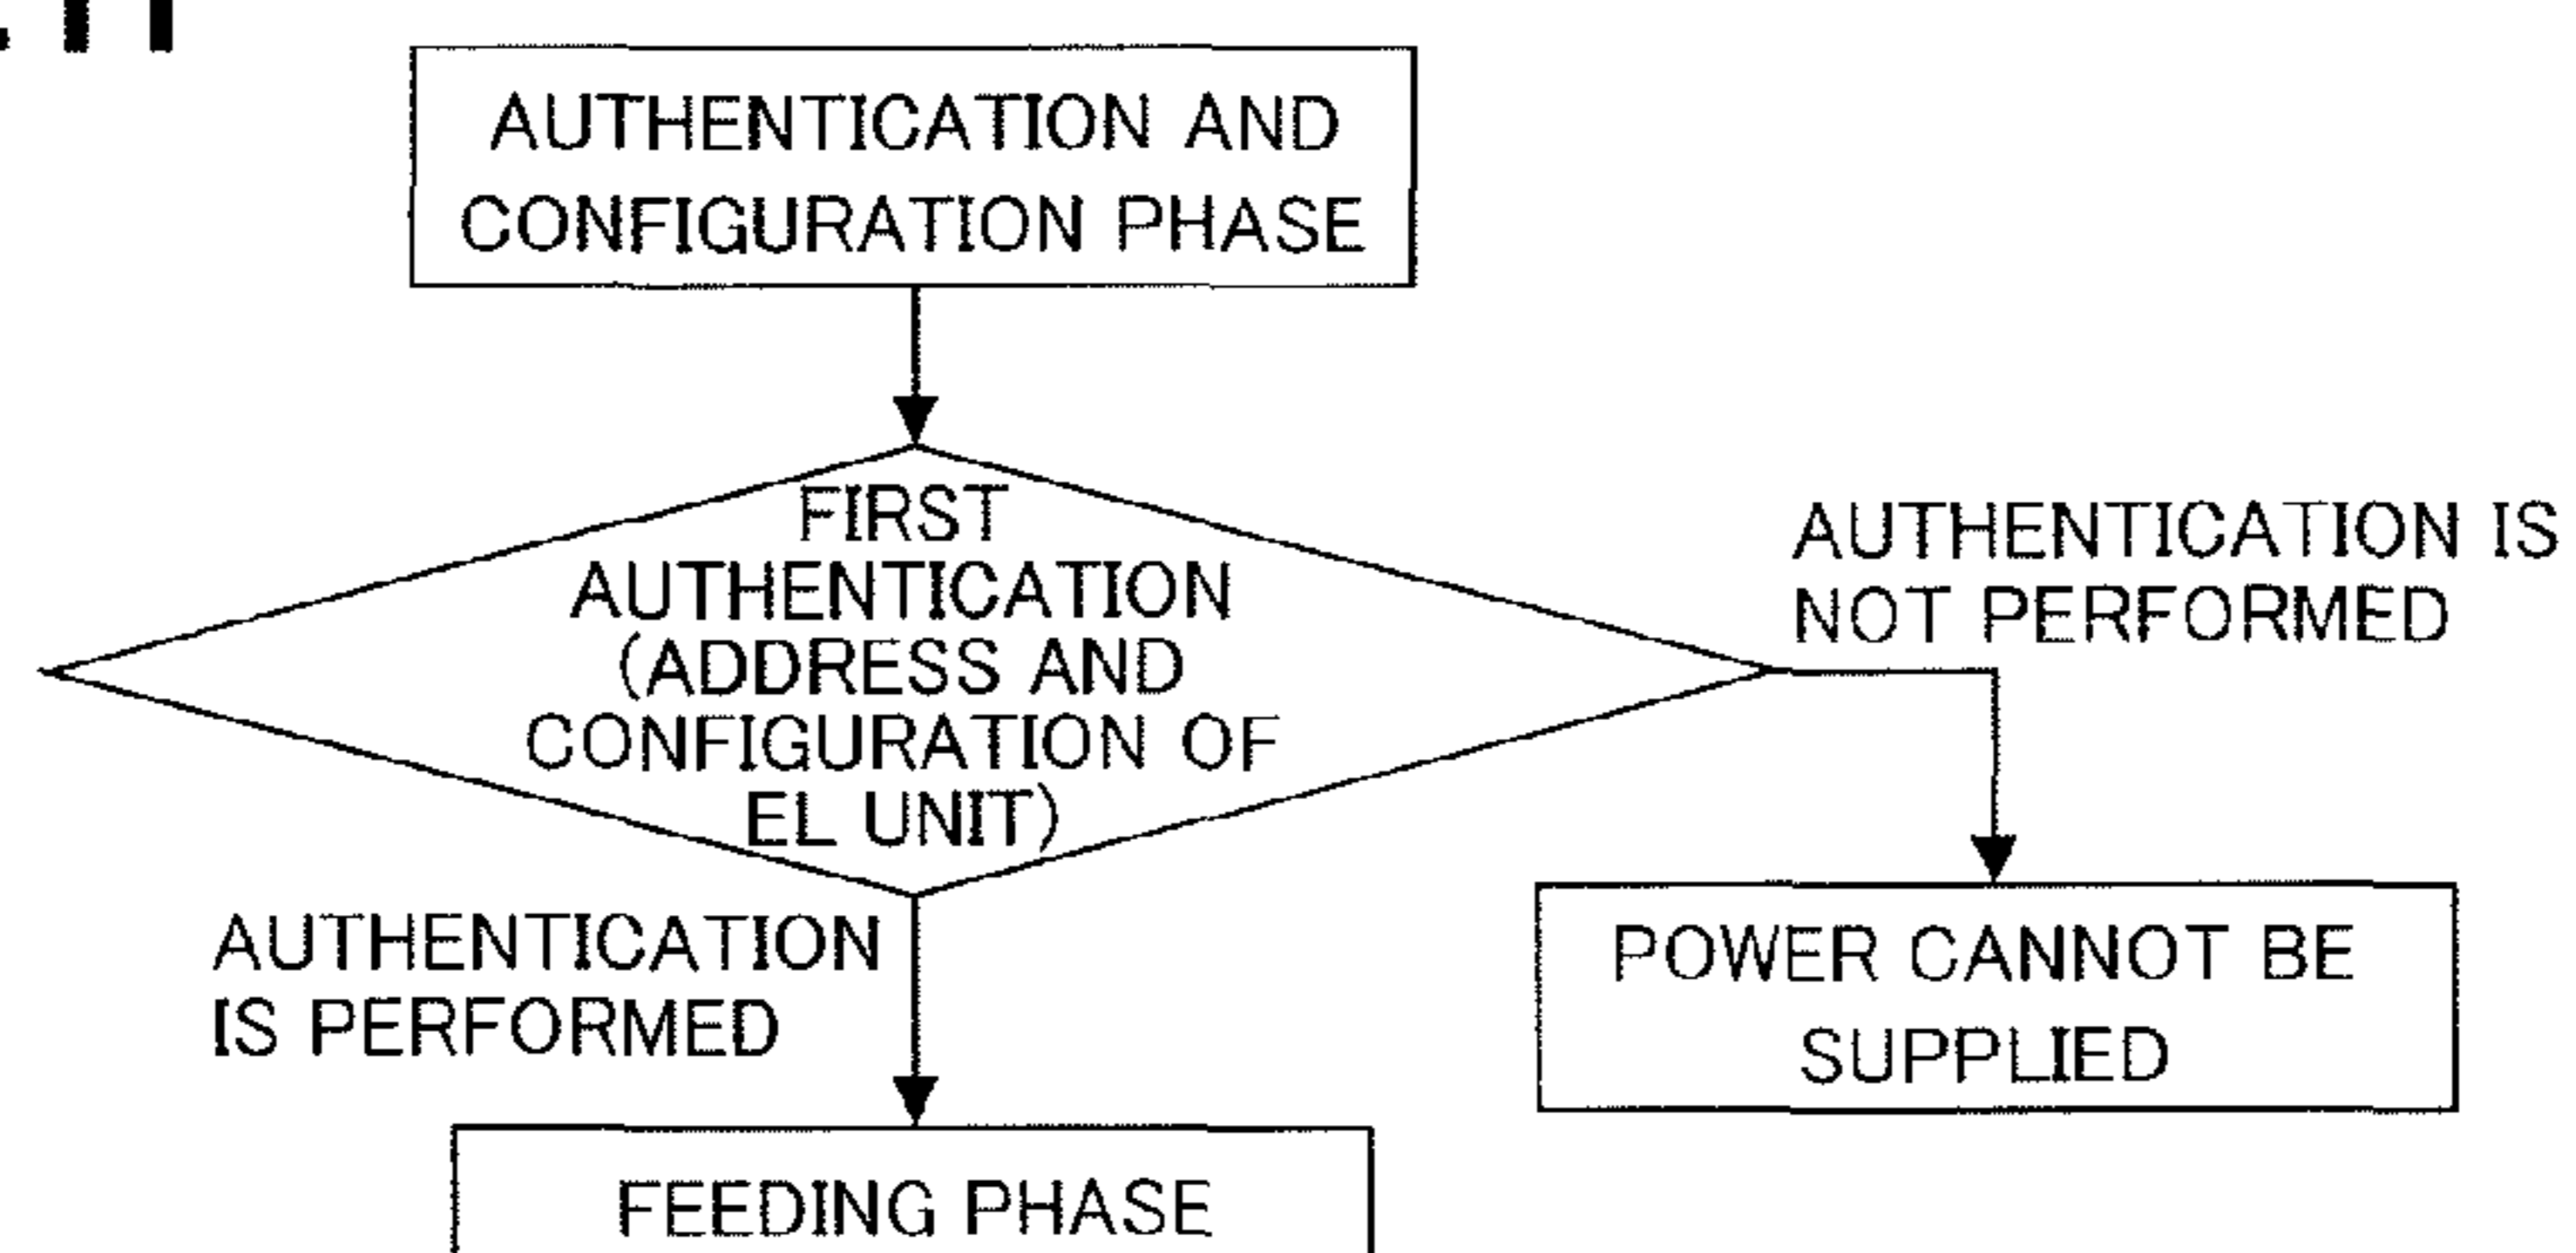 AUTHENTICATION AND
CONFIGURATION PHASE
FIRST
AUTHENTICATION
(ADDRESS AND
CONFIGURATION OF
EL UNIT)
AUTHENTICATION IS
NOT PERFORMED
AUTHENTICATION
IS PERFORMED
POWER CANNOT BE
SUPPLIED
FEEDING PHASE